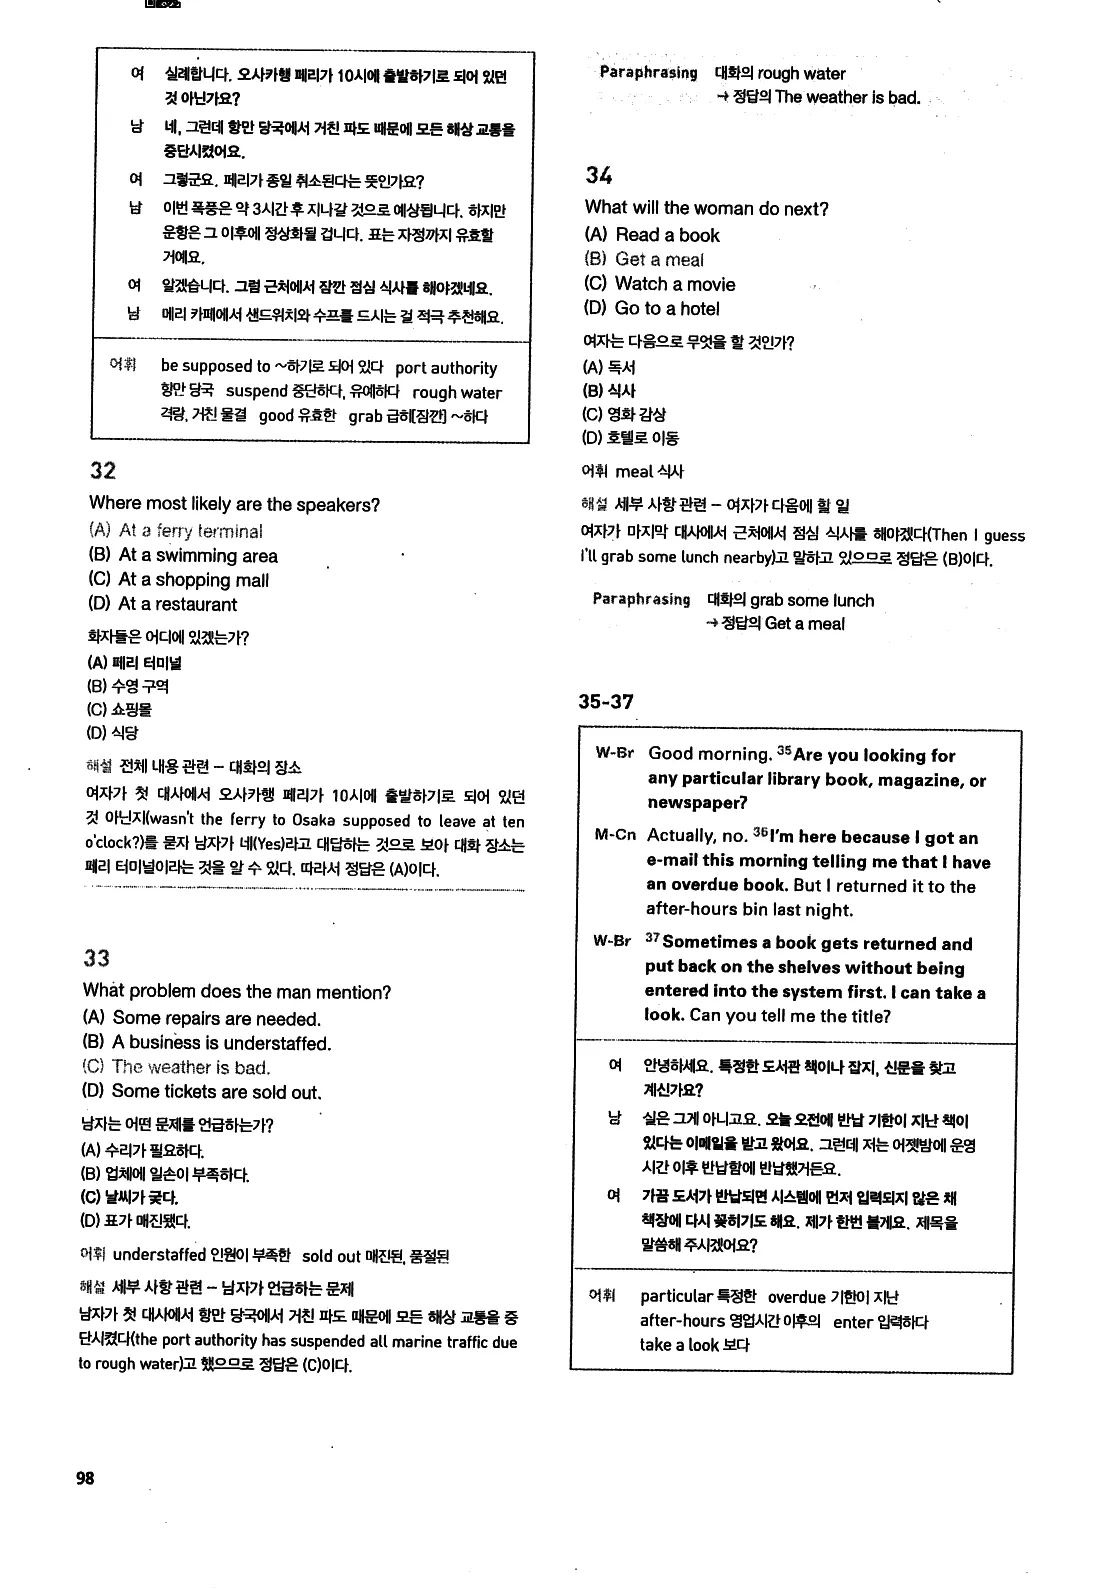 여 실례합니다. 오사카행 페리가 10시에 출발하기로 되어 있던
것 아닌가요?
남 네, 그런데 항만 당국에서 거친 파도 때문에 모든 해상 교통을
중단시켰어요.
여 그렇군요. 페리가 종일 취소된다는 뜻인가요?
남 이번 폭풍은 약 3시간 후 지나갈 것으로 예상됩니다. 하지만
운항은 그 이후에 정상화될 겁니다. 표는 자정까지 유효할
거예요.
여 알겠습니다. 그럼 근처에서 잠깐 점심 식사를 해야겠네요.
남 메리 카페에서 샌드위치와 수프를 드시는 걸 적극 추천해요.
어휘 be supposed to ~하기로 되어 있다 port authority
항만 당국 suspend 중단하다, 유예하다 rough water
격랑, 거친 물결 good 유효한 grab 급히[잠깐] ~하다
32
Where most likely are the speakers?
(A) At a ferry terminal
(B) At a swimming area
(C) At a shopping mall
(D) At a restaurant
화자들은 어디에 있겠는가?
(A) 페리 터미널
(B) 수영 구역
(C) 쇼핑몰
(D) 식당
해설 전체 내용 관련 – 대화의 장소
여자가 첫 대사에서 오사카행 페리가 10시에 출발하기로 되어 있던
것 아닌지(wasn't the ferry to Osaka supposed to leave at ten
o'clock?)를 묻자 남자가 네(Yes)라고 대답하는 것으로 보아 대화 장소는
페리 터미널이라는 것을 알 수 있다. 따라서 정답은 (A)이다.
33
What problem does the man mention?
(A) Some repairs are needed.
(B) A business is understaffed.
(C) The weather is bad.
(D) Some tickets are sold out.
남자는 어떤 문제를 언급하는가?
(A) 수리가 필요하다.
(B) 업체에 일손이 부족하다.
(C) 날씨가 궂다.
(D) 표가 매진됐다.
어휘 understaffed 인원이 부족한 sold out 매진된, 품절된
해설 세부 사항 관련 – 남자가 언급하는 문제
남자가 첫 대사에서 항만 당국에서 거친 파도 때문에 모든 해상 교통을 중
단시켰다(the port authority has suspended all marine traffic due
to rough water)고 했으므로 정답은 (C)이다.
98
Paraphrasing 대화의 rough water
→ 정답의 The weather is bad.
34
What will the woman do next?
(A) Read a book
(B) Get a meal
(C) Watch a movie
(D) Go to a hotel
여자는 다음으로 무엇을 할 것인가?
(A) 독서
(B) 식사
(C) 영화 감상
(D) 호텔로 이동
어휘 meal 식사
해설 세부 사항 관련 – 여자가 다음에 할 일
여자가 마지막 대사에서 근처에서 점심 식사를 해야겠다(Then I guess
I'll grab some lunch nearby)고 말하고 있으므로 정답은 (B)이다.
Paraphrasing 대화의 grab some lunch
→ 정답의 Get a meal
35-37
W-Br Good morning. 35Are you looking for
any particular library book, magazine, or
newspaper?
M-Cn Actually, no. 36I'm here because I got an
e-mail this morning telling me that I have
an overdue book. But I returned it to the
after-hours bin last night.
W-Br 37Sometimes a book gets returned and
put back on the shelves without being
entered into the system first. I can take a
look. Can you tell me the title?
여 안녕하세요. 특정한 도서관 책이나 잡지, 신문을 찾고
계신가요?
남 실은 그게 아니고요. 오늘 오전에 반납 기한이 지난 책이
있다는 이메일을 받고 왔어요. 그런데 저는 어젯밤에 운영
시간 이후 반납함에 반납했거든요.
여 가끔 도서가 반납되면 시스템에 먼저 입력되지 않은 채
책장에 다시 꽂히기도 해요. 제가 한번 볼게요. 제목을
말씀해 주시겠어요?
어휘 particular 특정한 overdue 기한이 지난
after-hours 영업시간 이후의 enter 입력하다
take a look 보다